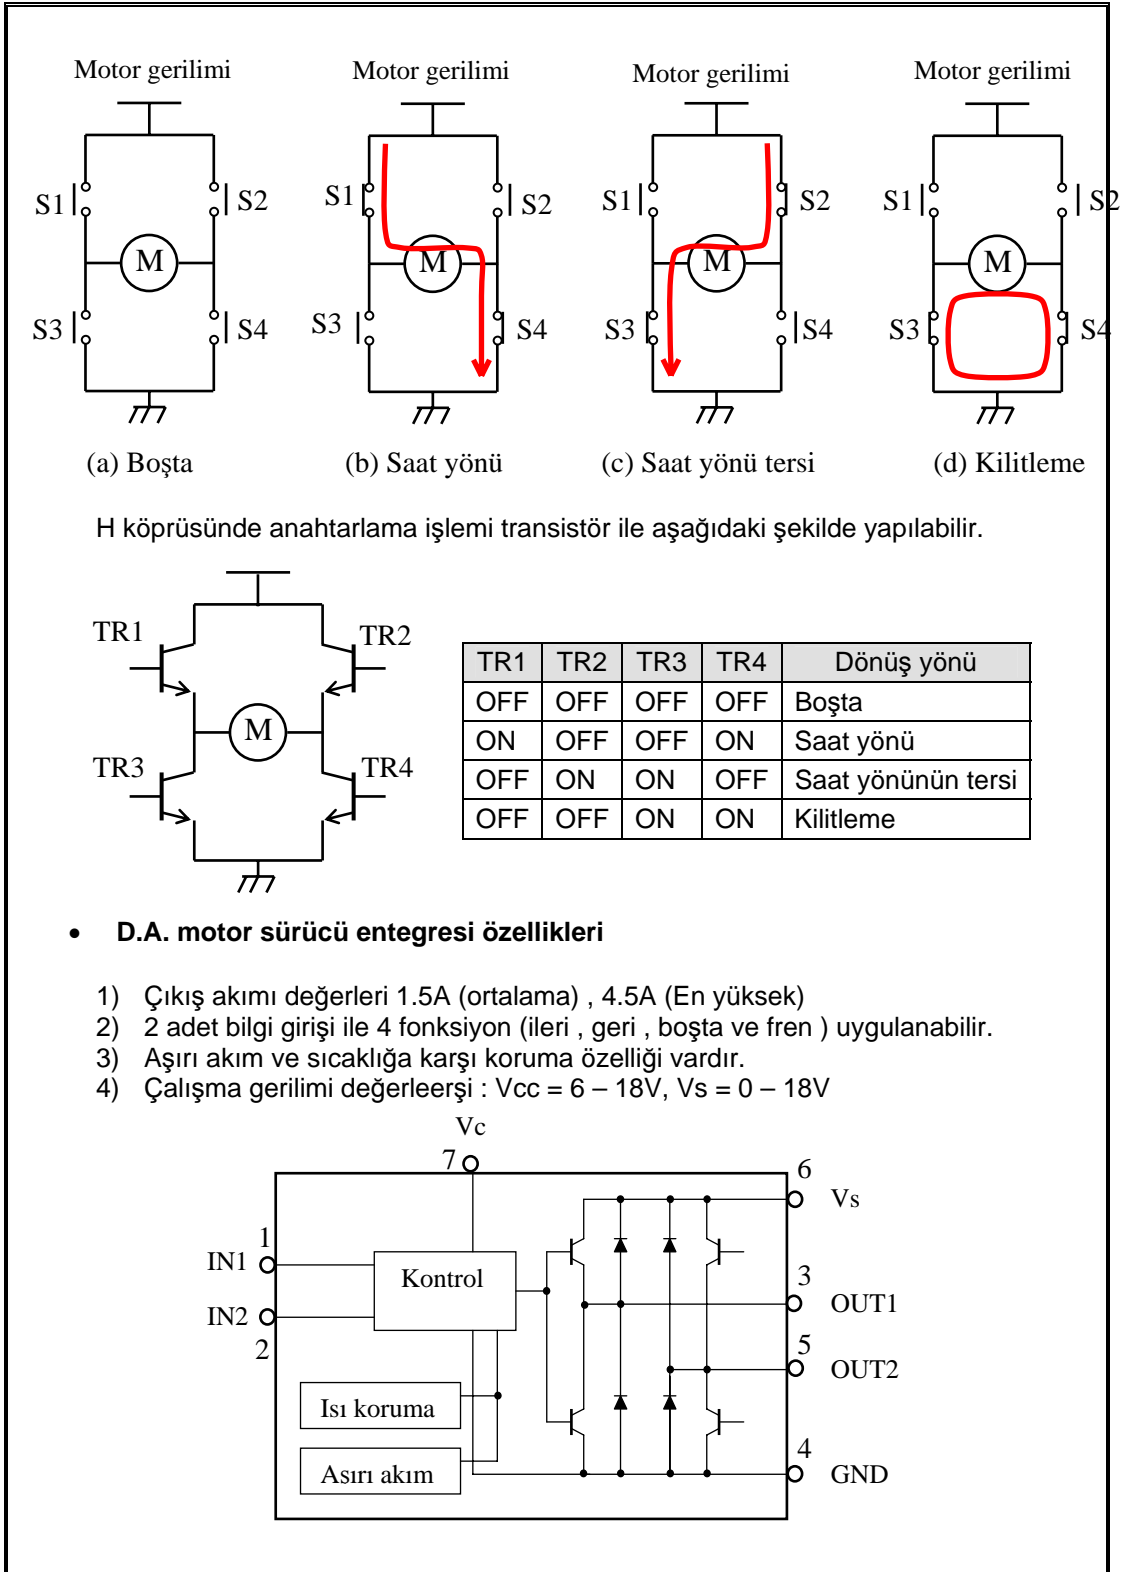 Motor gerilimi Motor gerilimi Motor gerilimi Motor gerilimi
S1 S2 S1 S2 S1 S2 S1 S2
M M M M
S3 S4 S3 S4 S3 S4 S3 S4
(a) Boşta (b) Saat yönü (c) Saat yönü tersi (d) Kilitleme
H köprüsünde anahtarlama işlemi transistör ile aşağıdaki şekilde yapılabilir.
TR1 TR2
M
TR3 TR4
TR1 TR2 TR3 TR4 Dönüş yönü
OFF OFF OFF OFF Boşta
ON OFF OFF ON Saat yönü
OFF ON ON OFF Saat yönünün tersi
OFF OFF ON ON Kilitleme
• D.A. motor sürücü entegresi özellikleri
1) Çıkış akımı değerleri 1.5A (ortalama) , 4.5A (En yüksek)
2) 2 adet bilgi girişi ile 4 fonksiyon (ileri , geri , boşta ve fren ) uygulanabilir.
3) Aşırı akım ve sıcaklığa karşı koruma özelliği vardır.
4) Çalışma gerilimi değerleerşi : Vcc = 6 – 18V, Vs = 0 – 18V
Vc
7
6
Vs
1
IN1
Kontrol
3
OUT1
IN2
2
5
OUT2
Isı koruma
4
GND
Asırı akım